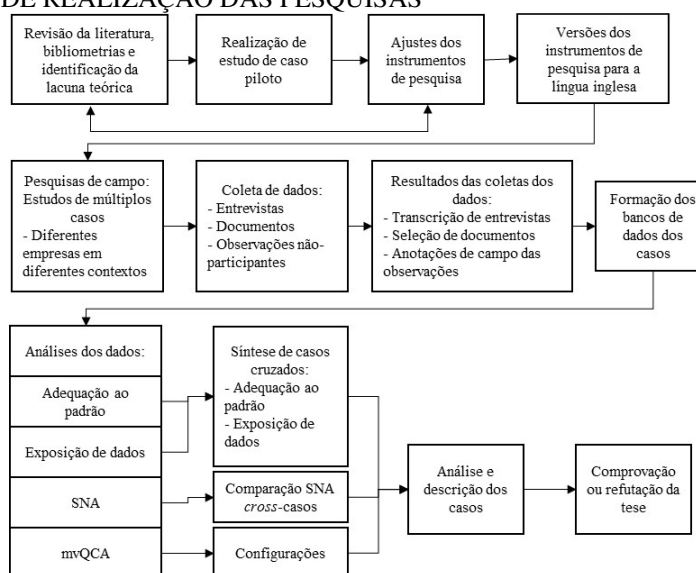 DE REALIZAÇÃO DAS PESQUISAS
Revisão da literatura,
bibliometrias e
identificação da
lacuna teórica
Realização de
estudo de caso
piloto
Ajustes dos
instrumentos
de pesquisa
Versões dos
instrumentos de
pesquisa para a
língua inglesa
Pesquisas de campo:
Estudos de múltiplos
casos
- Diferentes
empresas em
diferentes contextos
Coleta de dados:
- Entrevistas
- Documentos
- Observações não-
participantes
Resultados das coletas dos
dados:
- Transcrição de entrevistas
- Seleção de documentos
- Anotações de campo das
observações
Formação dos
bancos de
dados dos
casos
Análises dos dados:
Adequação ao
padrão
Exposição de dados
SNA
mvQCA
Síntese de casos
cruzados:
- Adequação ao
padrão
- Exposição de
dados
Comparação SNA
cross-casos
Configurações
Análise e
descrição dos
casos
Comprovação
ou refutação da
tese